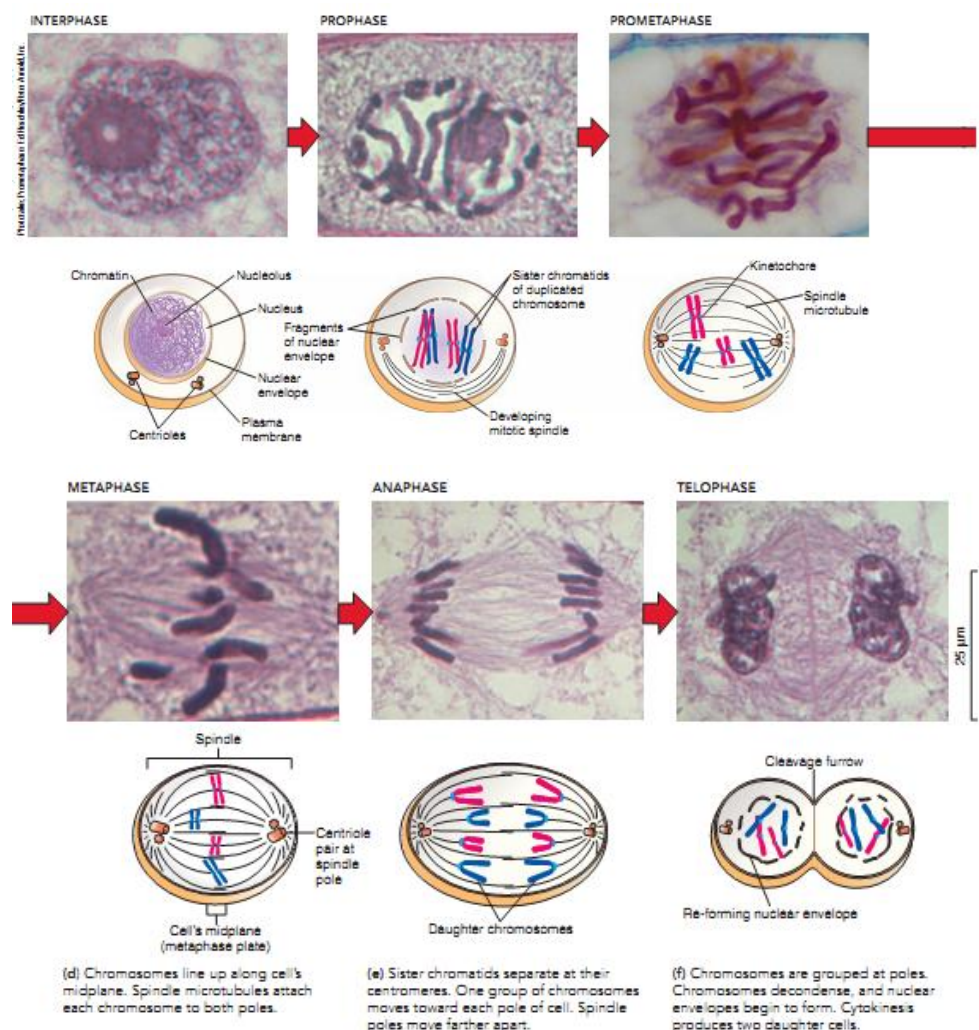 INTERPHASE
PROPHASE
PROMETAPHASE
Chromatin
Nucleolus
Nucleus
Nuclear
envelope
Plasma
membrane
Centrioles
Fragments
of nuclear
envelope
Sister chromatids
of duplicated
chromosome
Developing
mitotic spindle
Kinetochore
Spindle
microtubule
METAPHASE
ANAPHASE
TELOPHASE
25 µm
Spindle
Centriole
pair at
spindle
pole
Cell's midplane
(metaphase plate)
Daughter chromosomes
Cleavage furrow
Re-forming nuclear envelope
(d) Chromosomes line up along cell's
midplane. Spindle microtubules attach
each chromosome to both poles.
(e) Sister chromatids separate at their
centromeres. One group of chromosomes
moves toward each pole of cell. Spindle
poles move farther apart.
(f) Chromosomes are grouped at poles.
Chromosomes decondense, and nuclear
envelopes begin to form. Cytokinesis
produces two daughter cells.